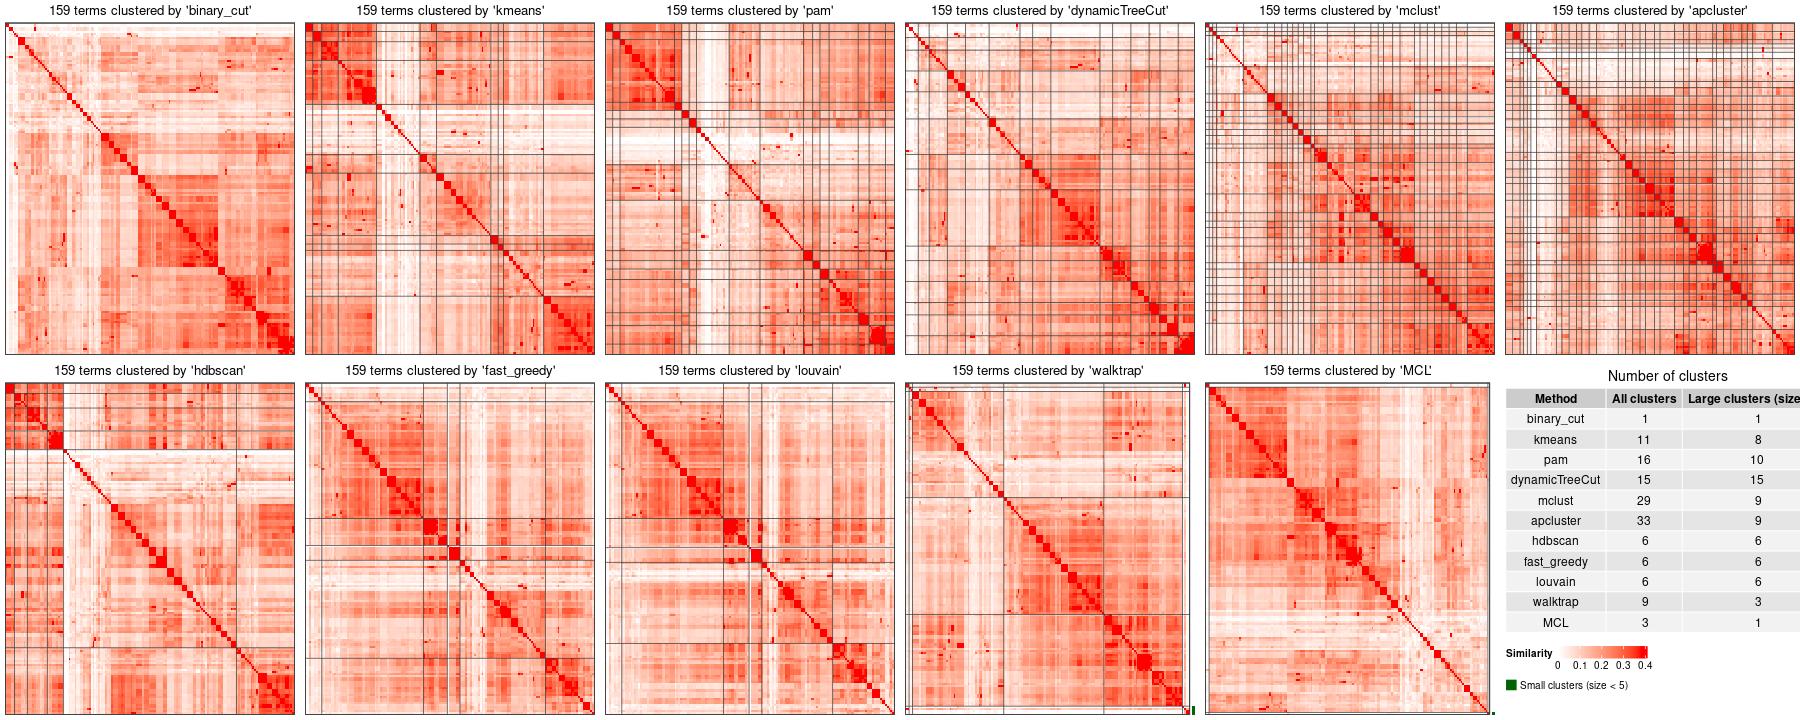 159 terms clustered by 'binary_cut'
159 terms clustered by 'kmeans'
159 terms clustered by 'pam'
159 terms clustered by 'dynamicTreeCut'
159 terms clustered by 'mclust'
159 terms clustered by 'apcluster'
159 terms clustered by 'hdbscan'
159 terms clustered by 'fast_greedy'
159 terms clustered by 'louvain'
159 terms clustered by 'walktrap'
159 terms clustered by 'MCL'
Number of clusters
Method All clusters Large clusters (size
binary_cut 1 1
kmeans 11 8
pam 16 10
dynamicTreeCut 15 15
mclust 29 9
apcluster 33 9
hdbscan 6 6
fast_greedy 6 6
louvain 6 6
walktrap 9 3
MCL 3 1
Similarity
0 0.1 0.2 0.3 0.4
Small clusters (size < 5)